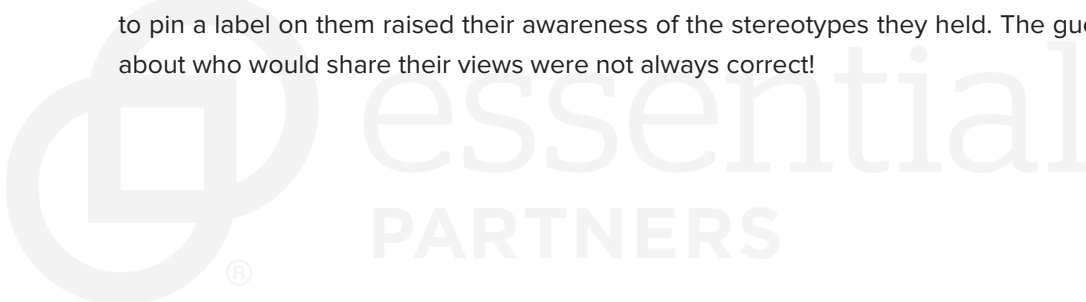 to pin a label on them raised their awareness of the stereotypes they held. The
about who would share their views were not always correct!
essential
PARTNERS
®